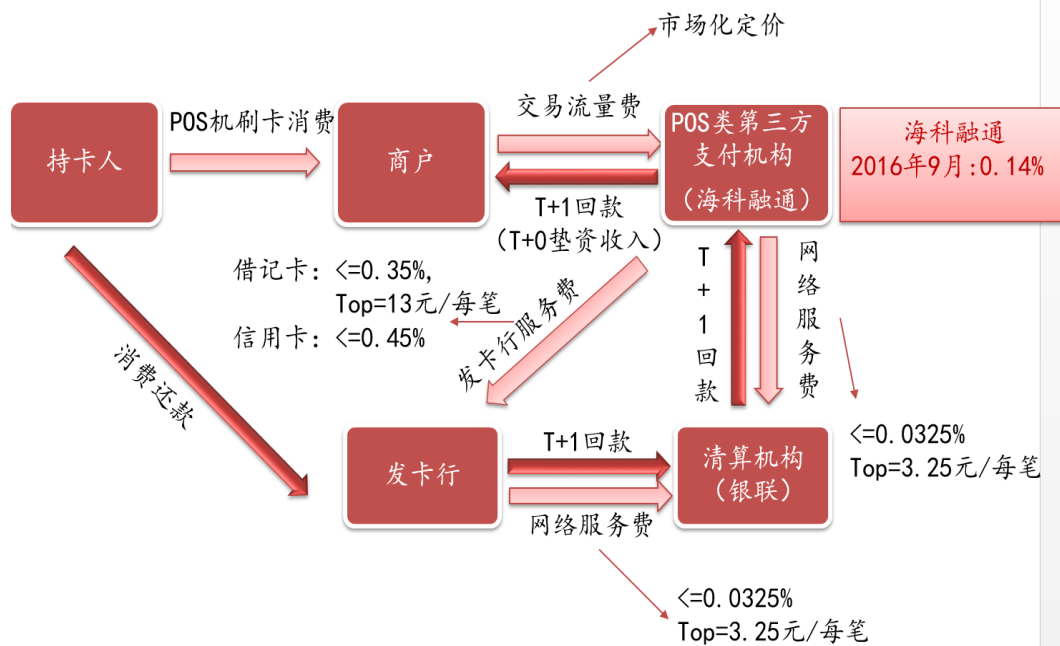 市场化定价
持卡人
POS机刷卡消费
商户
交易流量费
POS类第三方
支付机构
(海科融通)
海科融通
2016年9月:0.14%
T+1回款
(T+0垫资收入)
借记卡: <=0.35%,
Top=13元/每笔
信用卡: <=0.45%
发卡行服务费
T+1回款
网络服务费
消费还款
<=0.0325%
Top=3.25元/每笔
发卡行
T+1回款
网络服务费
清算机构
(银联)
<=0.0325%
Top=3.25元/每笔